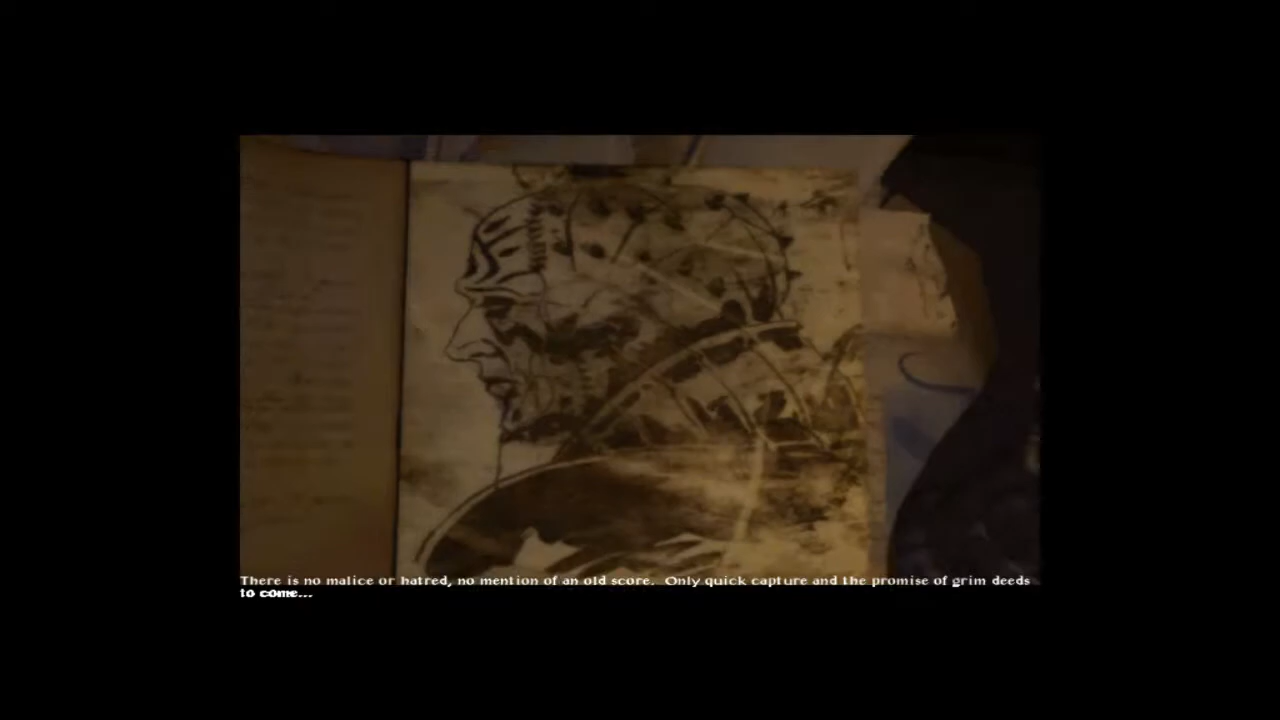 There is no malice or hatred, no mention of an old score.  Only quick capture and the promise of grim deeds
to come...